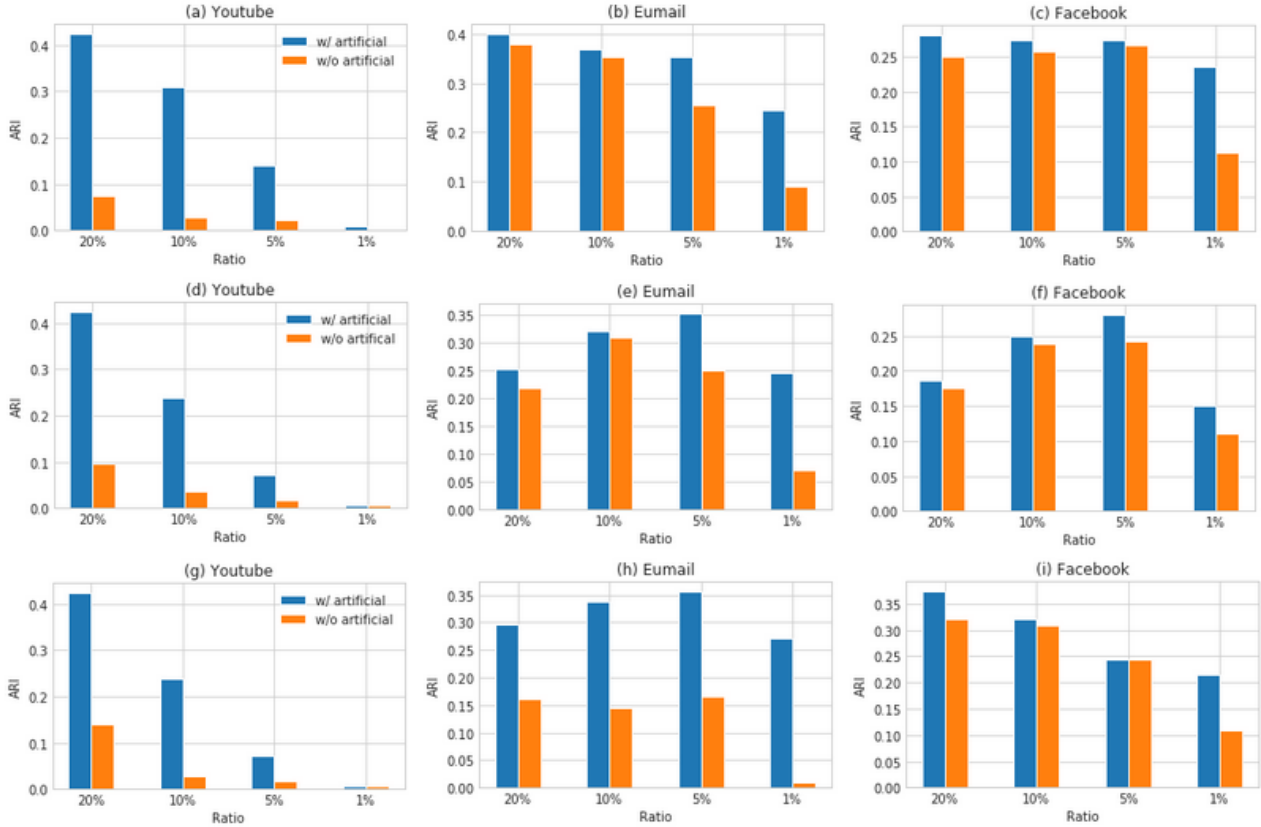 (a) Youtube
ARI
0.4
0.3
0.2
0.1
0.0
w/ artificial
w/o artificial
20% 10% 5% 1%
Ratio
(b) Eumail
ARI
0.4
0.3
0.2
0.1
0.0
20% 10% 5% 1%
Ratio
(c) Facebook
ARI
0.25
0.20
0.15
0.10
0.05
0.00
20% 10% 5% 1%
Ratio
(d) Youtube
ARI
0.4
0.3
0.2
0.1
0.0
w/ artificial
w/o artifical
20% 10% 5% 1%
Ratio
(e) Eumail
ARI
0.35
0.30
0.25
0.20
0.15
0.10
0.05
0.00
20% 10% 5% 1%
Ratio
(f) Facebook
ARI
0.25
0.20
0.15
0.10
0.05
0.00
20% 10% 5% 1%
Ratio
(g) Youtube
ARI
0.4
0.3
0.2
0.1
0.0
w/ artificial
w/o artificial
20% 10% 5% 1%
Ratio
(h) Eumail
ARI
0.35
0.30
0.25
0.20
0.15
0.10
0.05
0.00
20% 10% 5% 1%
Ratio
(i) Facebook
ARI
0.35
0.30
0.25
0.20
0.15
0.10
0.05
0.00
20% 10% 5% 1%
Ratio